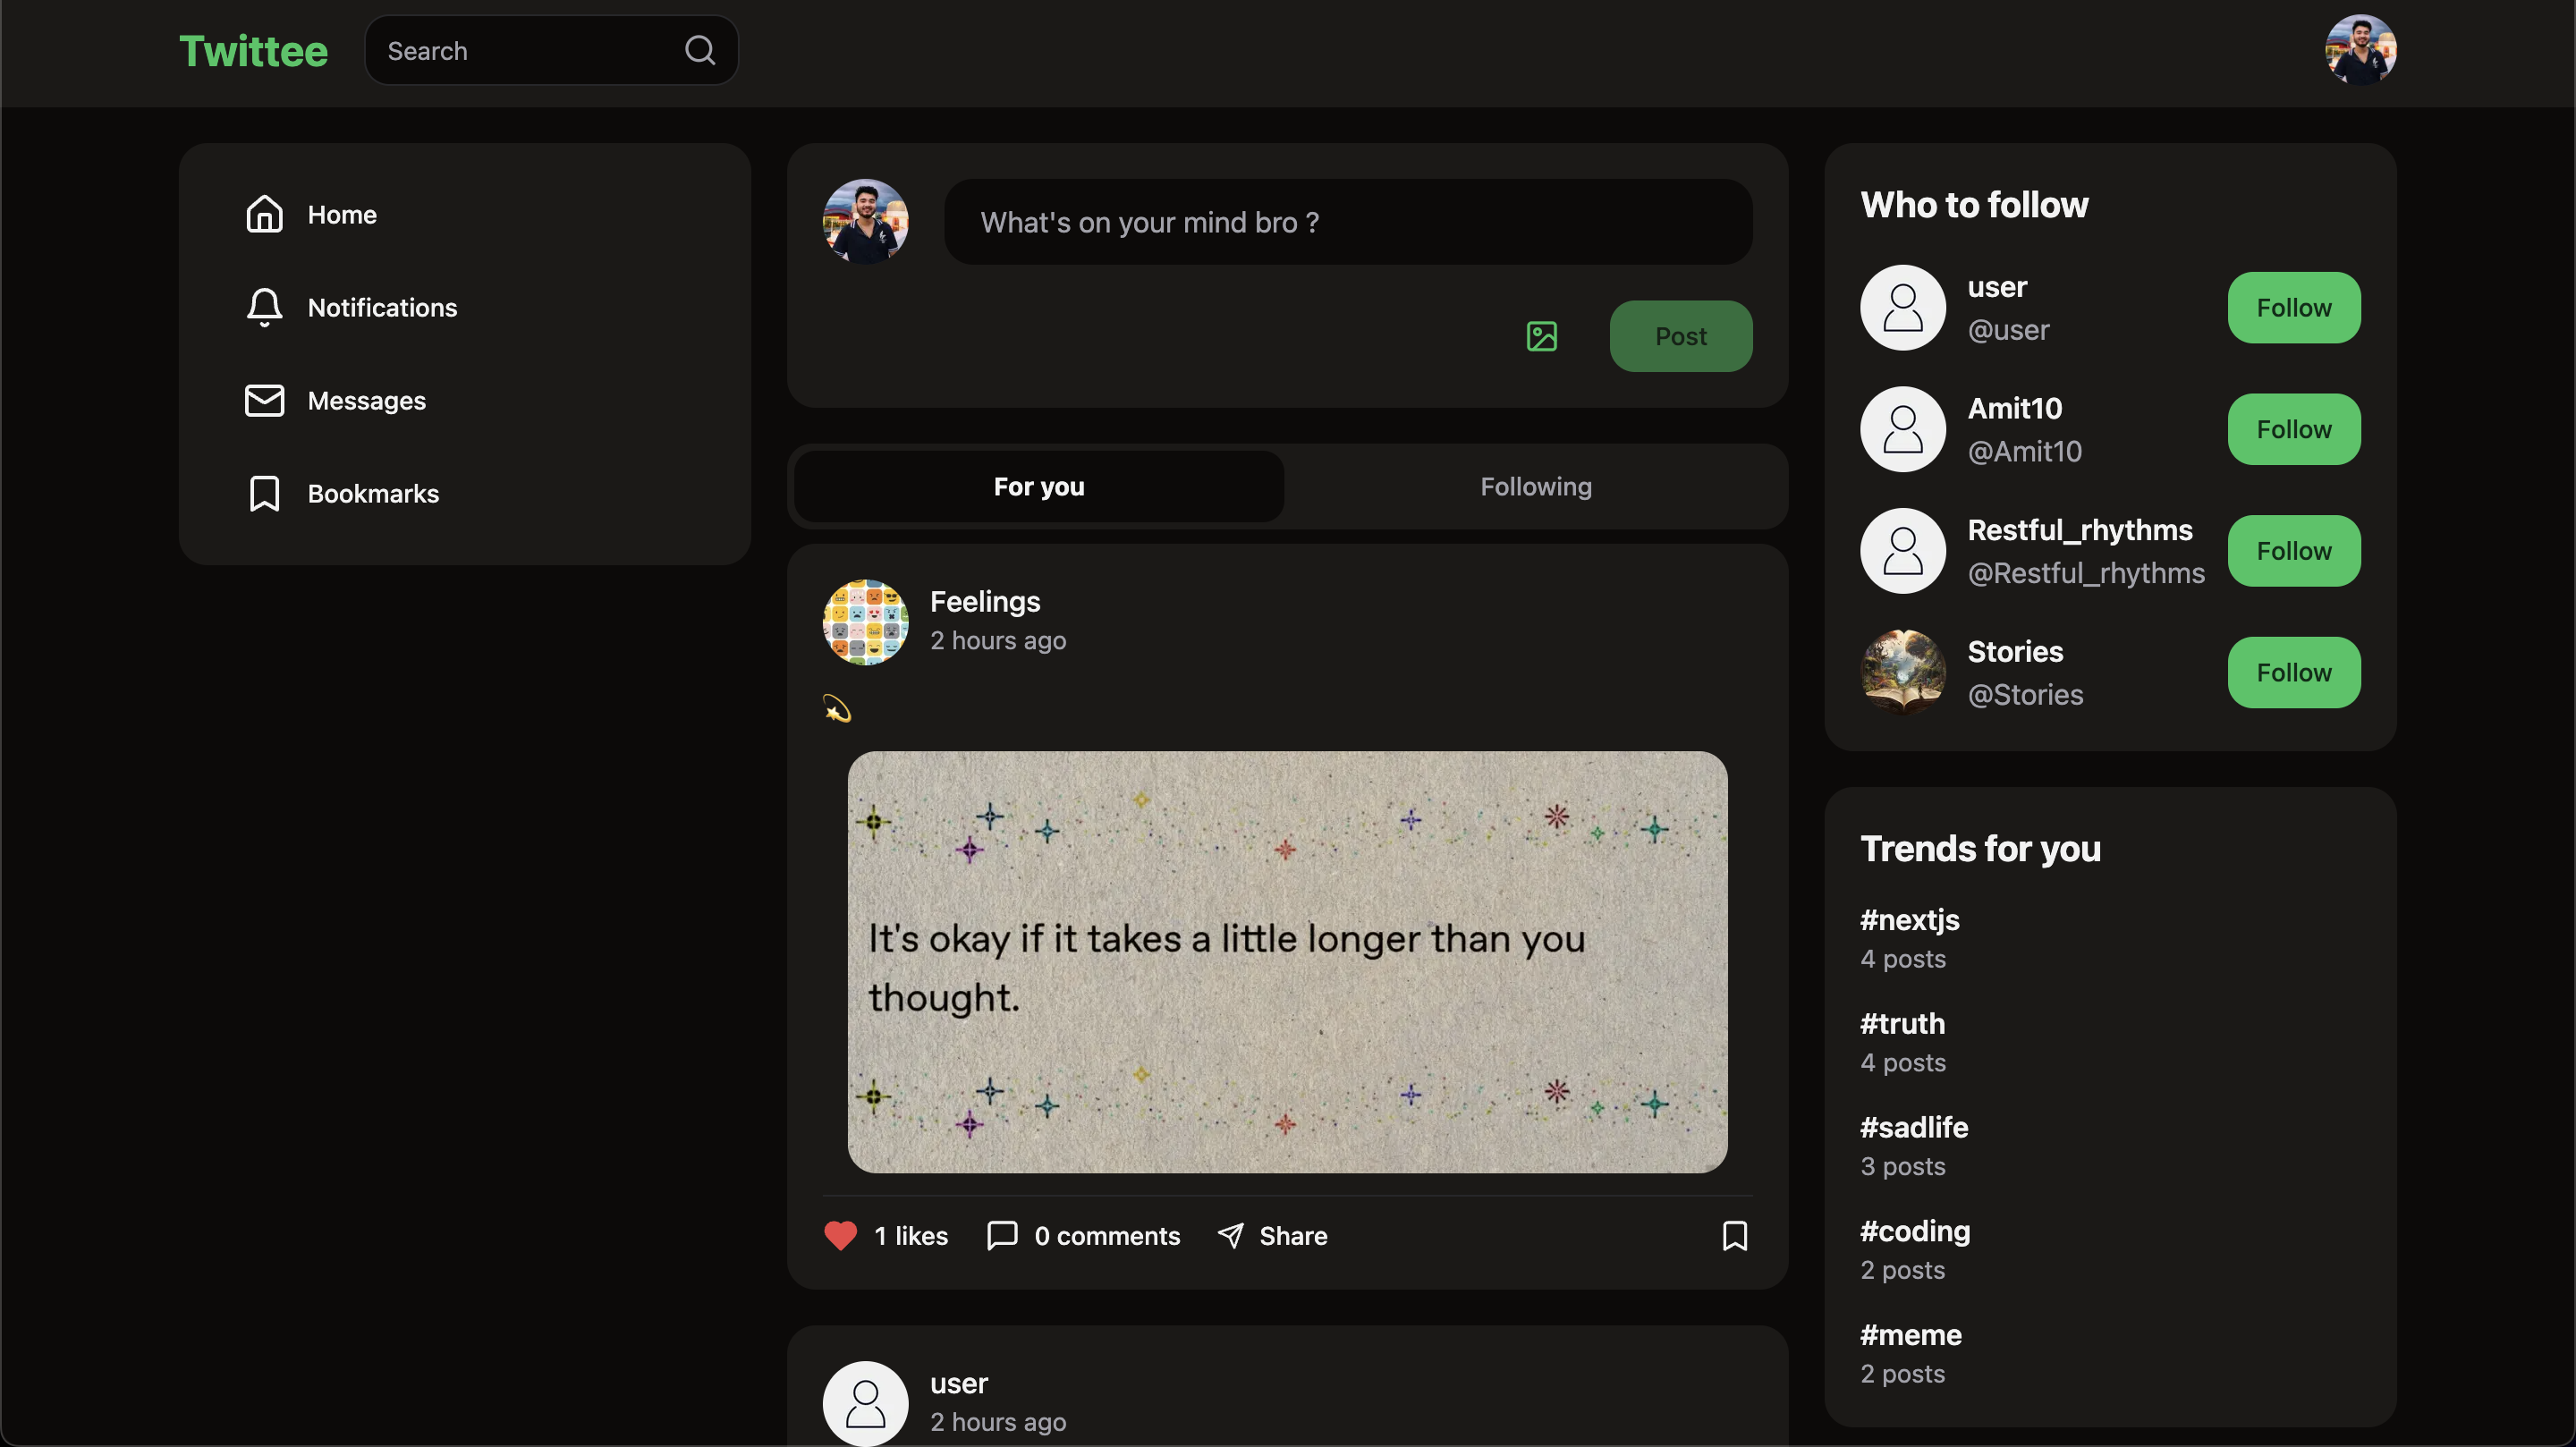 Twittee
Search
Home
Notifications
Messages
Bookmarks
What's on your mind bro ?
Post
For you
Following
Feelings
2 hours ago
It's okay if it takes a little longer than you
thought.
1 likes
0 comments
Share
user
2 hours ago
Who to follow
user
@user
Follow
Amit10
@Amit10
Follow
Restful_rhythms
@Restful_rhythms
Follow
Stories
@Stories
Follow
Trends for you
#nextjs
4 posts
#truth
4 posts
#sadlife
3 posts
#coding
2 posts
#meme
2 posts